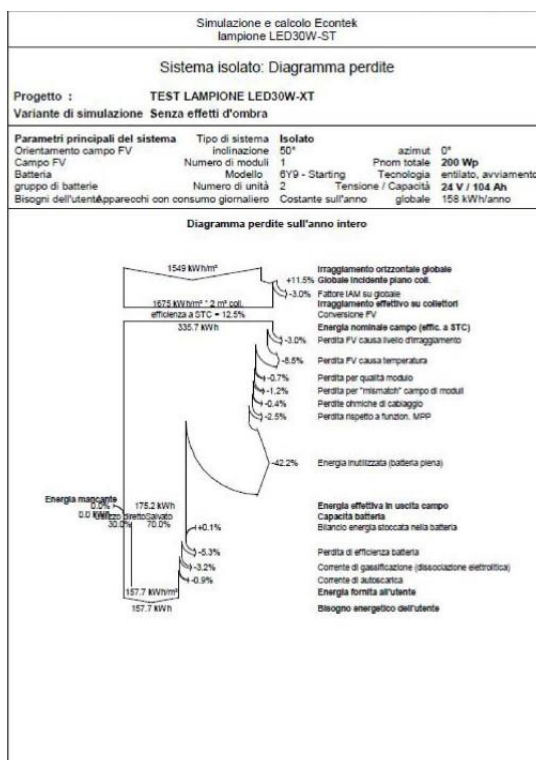 Simulazione e calcolo Econtek
lampione LED30W-ST
Sistema isolato: Diagramma perdite
Progetto : TEST LAMPIONE LED30W-XT
Variante di simulazione Senza effetti d'ombra
Parametri principali del sistema Tipo di sistema Isolato
Orientamento campo FV inclinazione 50° azimut 0°
Campo FV Numero di moduli 1 Pnom totale 200 Wp
Batteria Modello 6Y9 - Starting Tecnologia entilato, avviamento
gruppo di batterie Numero di unità 2 Tensione / Capacità 24 V / 104 Ah
Bisogni dell'utente Apparecchi con consumo giornaliero Costante sull'anno globale 158 kWh/anno
Diagramma perdite sull'anno intero
1549 kWh/m² Irraggiamento orizzontale globale
+11.5% Globale incidente piano coll.
-3.0% Fattore IAM su globale
1675 kWh/m² * 2 m² coll. Irraggiamento effettivo su collettori
efficienza a STC = 12.5% Conversione FV
335.7 kWh Energia nominale campo (effic. a STC)
-3.0% Perdita FV causa livello d'irraggiamento
-8.5% Perdita FV causa temperatura
-0.7% Perdita per qualità modulo
-1.2% Perdita per "mismatch" campo di moduli
-0.4% Perdite ohmiche di cablaggio
-2.5% Perdita rispetto a funzion. MPP
-42.2% Energia inutilizzata (batteria piena)
Energia mancante
0.0% 175.2 kWh Energia effettiva in uscita campo
0.0 kWh Utilizzo diretto Salvato Capacità batteria
30.0% 70.0% +0.1% Bilancio energia stoccata nella batteria
-5.3% Perdita di efficienza batteria
-3.2% Corrente di gassificazione (dissociazione elettrolitica)
-0.9% Corrente di autoscarica
157.7 kWh/m² Energia fornita all'utente
157.7 kWh Bisogno energetico dell'utente